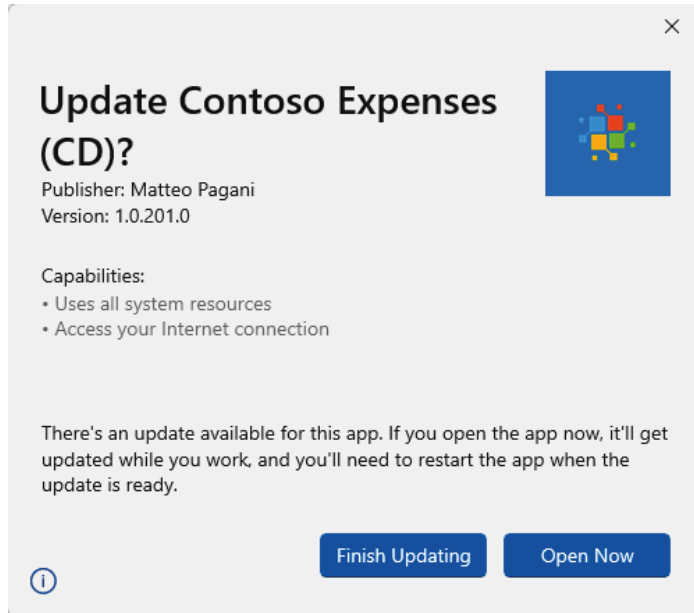 Update Contoso Expenses
(CD)?
Publisher: Matteo Pagani
Version: 1.0.201.0
Capabilities:
• Uses all system resources
• Access your Internet connection
There's an update available for this app. If you open the app now, it'll get
updated while you work, and you'll need to restart the app when the
update is ready.
Finish Updating
Open Now